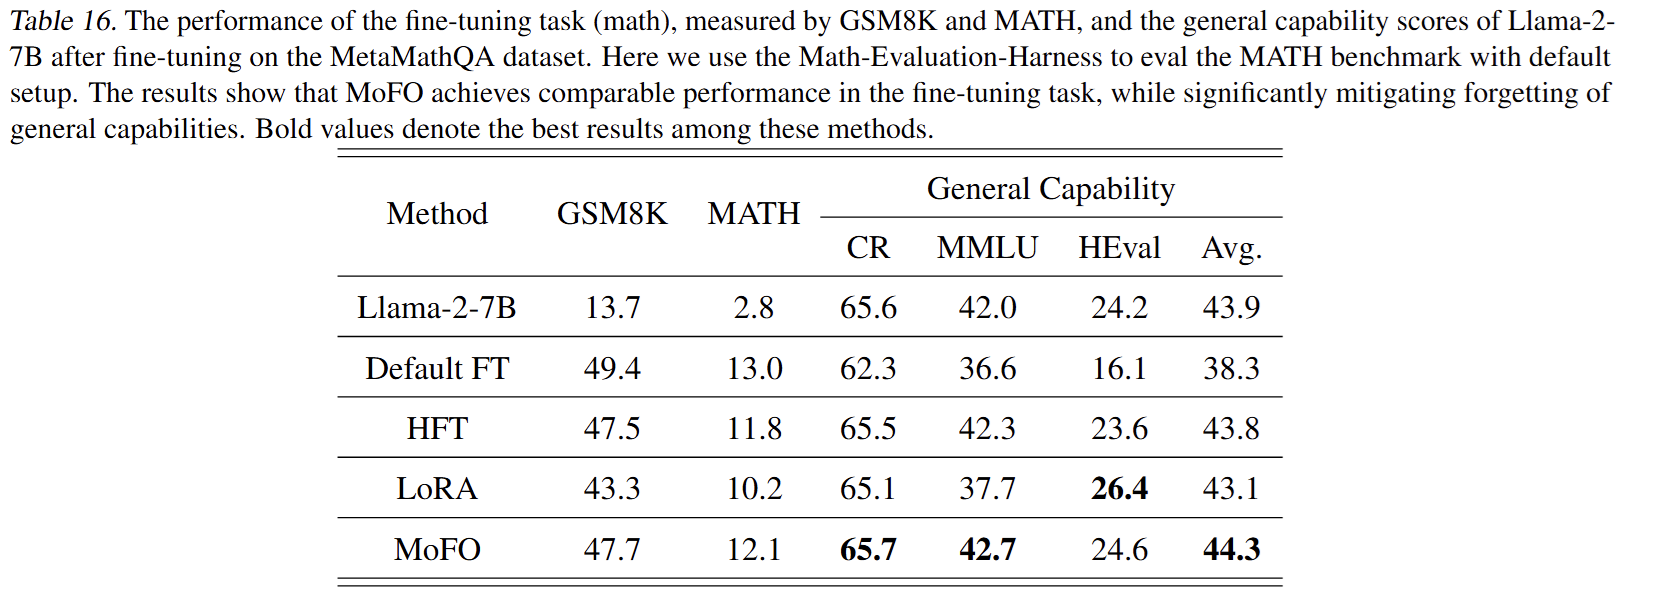 Table 16. The performance of the fine-tuning task (math), measured by GSM8K and MATH, and the general capability scores of Llama-2-
7B after fine-tuning on the MetaMathQA dataset. Here we use the Math-Evaluation-Harness to eval the MATH benchmark with default
setup. The results show that MoFO achieves comparable performance in the fine-tuning task, while significantly mitigating forgetting of
general capabilities. Bold values denote the best results among these methods.
Method GSM8K MATH General Capability
CR MMLU HEval Avg.
Llama-2-7B 13.7 2.8 65.6 42.0 24.2 43.9
Default FT 49.4 13.0 62.3 36.6 16.1 38.3
HFT 47.5 11.8 65.5 42.3 23.6 43.8
LoRA 43.3 10.2 65.1 37.7 26.4 43.1
MoFO 47.7 12.1 65.7 42.7 24.6 44.3